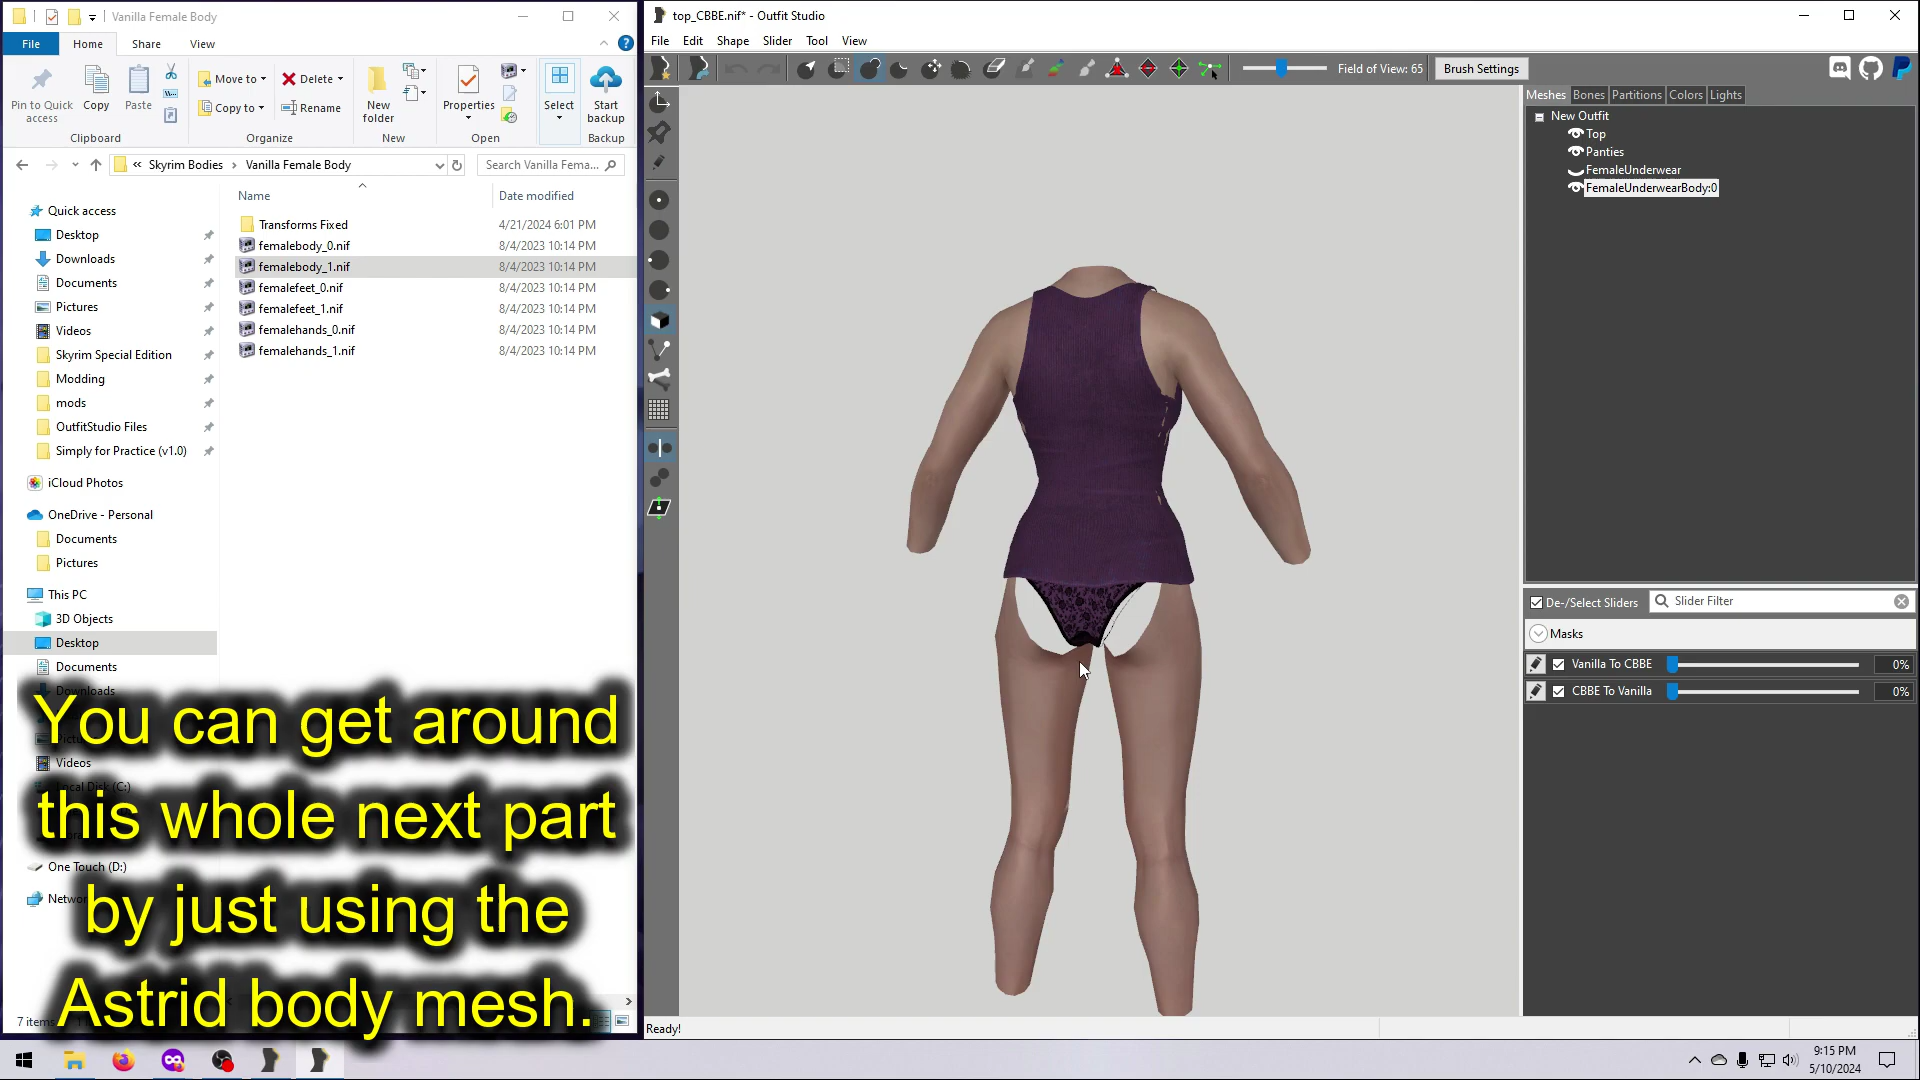 Vanilla Female Body
File
Home
Share
View
Pin to Quick access
Copy
Paste
Clipboard
Move to
Copy to
Delete
Rename
Organize
New folder
New
Properties
Open
Select
Start backup
Backup
« Skyrim Bodies > Vanilla Female Body
Search Vanilla Fema...
Name
Date modified
Transforms Fixed 4/21/2024 6:01 PM
femalebody_0.nif 8/4/2023 10:14 PM
femalebody_1.nif 8/4/2023 10:14 PM
femalefeet_0.nif 8/4/2023 10:14 PM
femalefeet_1.nif 8/4/2023 10:14 PM
femalehands_0.nif 8/4/2023 10:14 PM
femalehands_1.nif 8/4/2023 10:14 PM
Quick access
Desktop
Downloads
Documents
Pictures
Videos
Skyrim Special Edition
Modding
mods
OutfitStudio Files
Simply for Practice (v1.0)
iCloud Photos
OneDrive - Personal
Documents
Pictures
This PC
3D Objects
Desktop
Documents
Downloads
Videos
Local Disk (C:)
One Touch (D:)
7 items
You can get around
this whole next part
by just using the
Astrid body mesh.
top_CBBE.nif* - Outfit Studio
File Edit Shape Slider Tool View
Field of View: 65
Brush Settings
Meshes Bones Partitions Colors Lights
New Outfit
Top
Panties
FemaleUnderwear
FemaleUnderwearBody:0
De-/Select Sliders
Slider Filter
Masks
Vanilla To CBBE 0%
CBBE To Vanilla 0%
Ready!
9:15 PM
5/10/2024